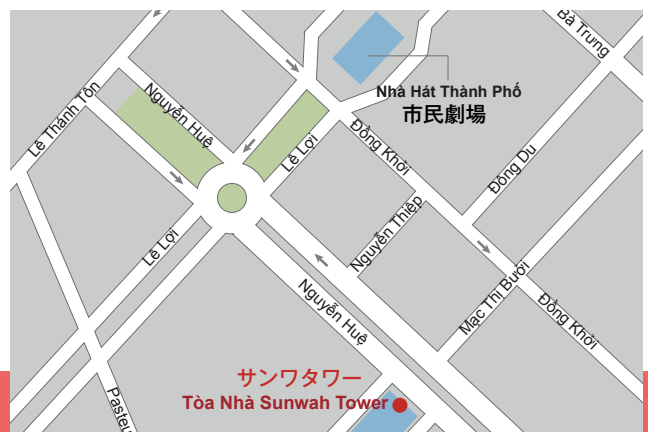 Bà Trưng
Nhà Hát Thành Phố
市民劇場
Lê Thánh Tôn
Nguyễn Huệ
Lê Lợi
Đồng Khởi
Đông Du
Nguyễn Thiệp
Lê Lợi
Mạc Thị Bưởi
Nguyễn Huệ
Đồng Khởi
サンワタワー
Tòa Nhà Sunwah Tower